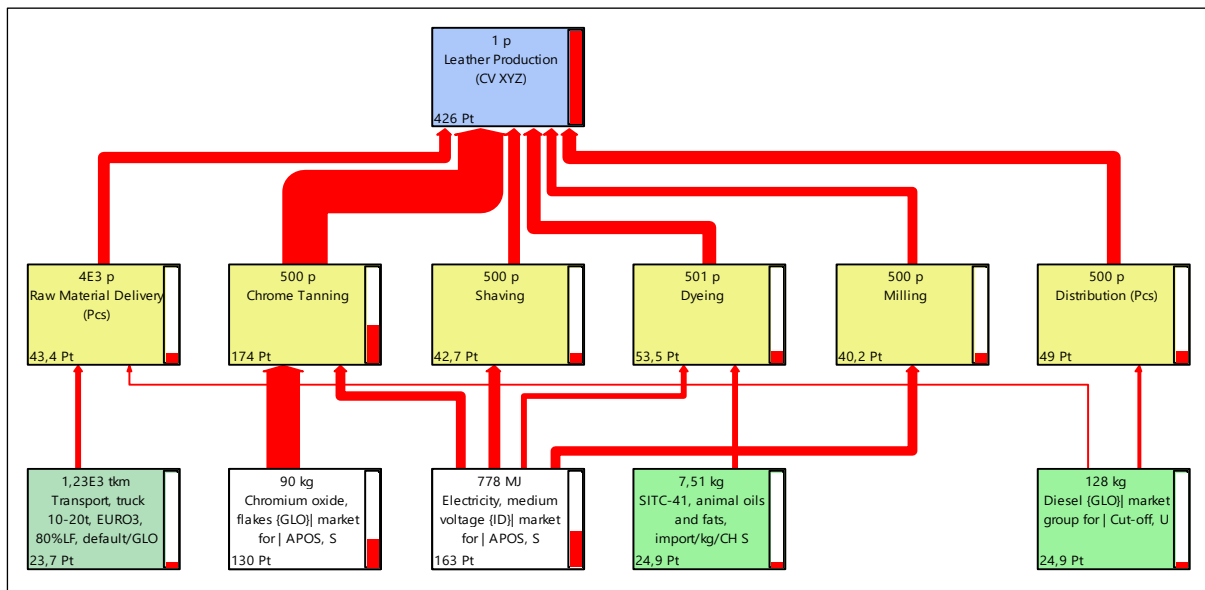 1 p
Leather Production
(CV XYZ)
426 Pt
4E3 p
Raw Material Delivery
(Pcs)
43,4 Pt
500 p
Chrome Tanning
174 Pt
500 p
Shaving
42,7 Pt
501 p
Dyeing
53,5 Pt
500 p
Milling
40,2 Pt
500 p
Distribution (Pcs)
49 Pt
1,23E3 tkm
Transport, truck
10-20t, EURO3,
80%LF, default/GLO
23,7 Pt
90 kg
Chromium oxide,
flakes {GLO}| market
for | APOS, S
130 Pt
778 MJ
Electricity, medium
voltage {ID}| market
for | APOS, S
163 Pt
7,51 kg
SITC-41, animal oils
and fats,
import/kg/CH S
24,9 Pt
128 kg
Diesel {GLO}| market
group for | Cut-off, U
24,9 Pt